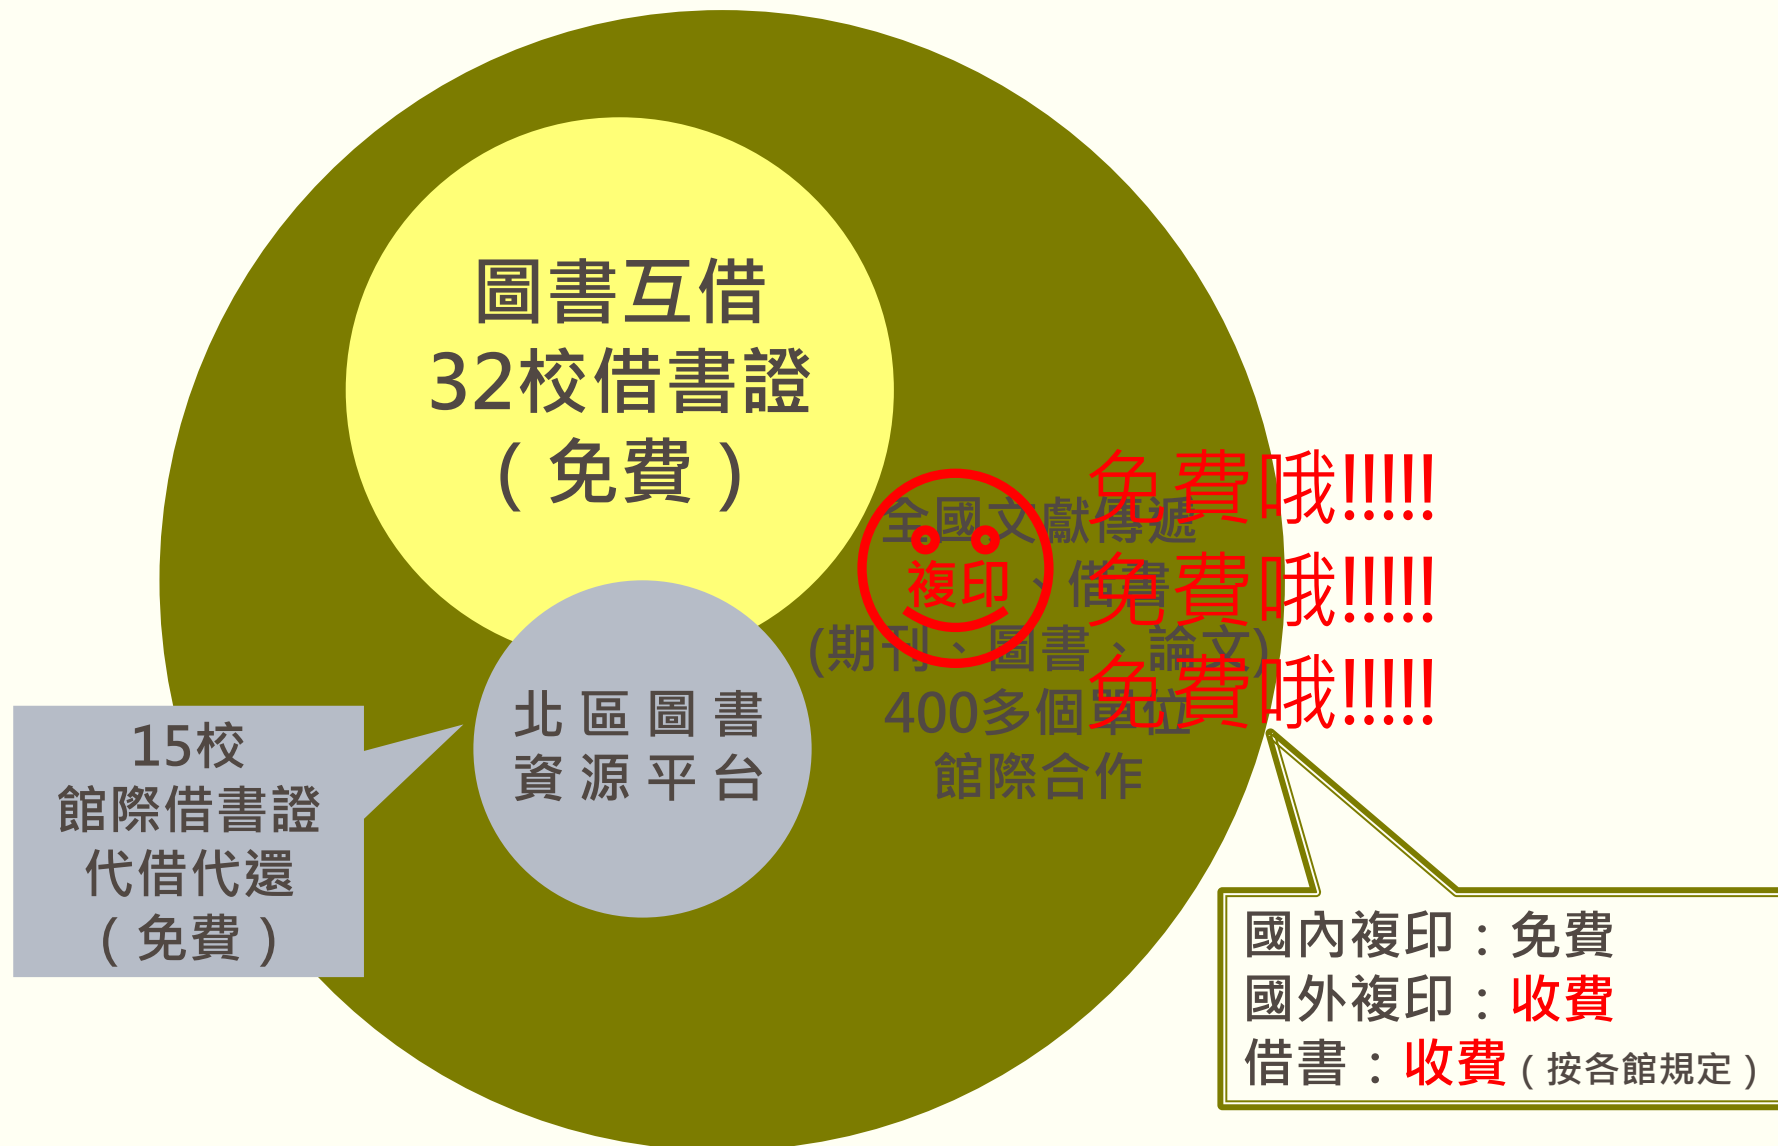 圖書互借
32校借書證
（免費）
全國文獻傳遞
複印、借書
(期刊、圖書、論文)
400多個單位
館際合作
免費哦!!!!!
免費哦!!!!!
免費哦!!!!!
北區圖書
資源平台
15校
館際借書證
代借代還
（免費）
國內複印：免費
國外複印：收費
借書：收費（按各館規定）